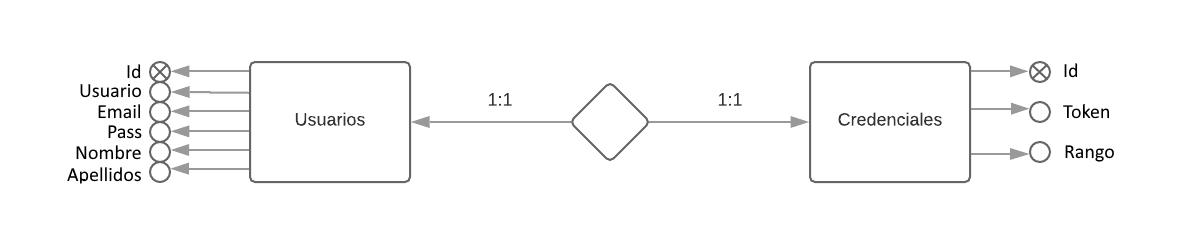 Id
Usuario
Email
Pass
Nombre
Apellidos
Usuarios
1:1
1:1
Credenciales
Id
Token
Rango